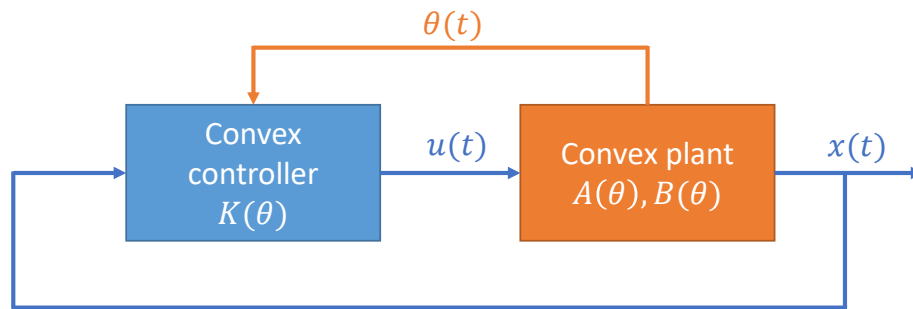 θ(t)
Convex
controller
K(θ)
u(t)
Convex plant
A(θ), B(θ)
x(t)